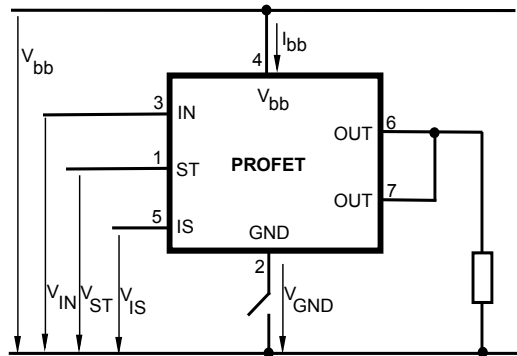 V_bb
I_bb
4
V_bb
3
IN
6
OUT
1
ST
PROFET
7
OUT
5
IS
GND
2
V_IN
V_ST
V_IS
V_GND